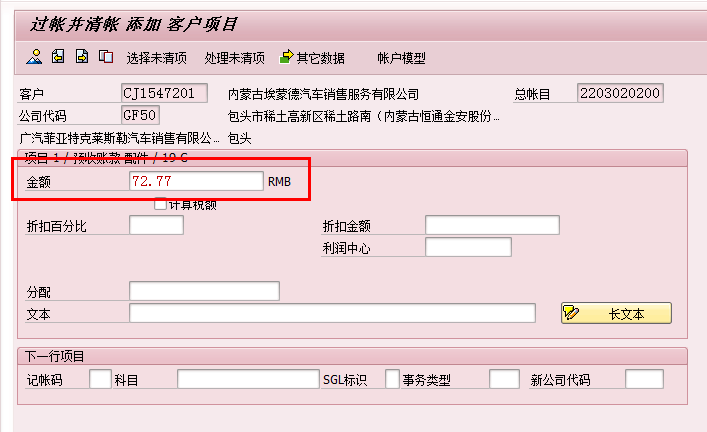 过帐并清帐 添加 客户项目
选择未清项 处理未清项 其它数据 帐户模型
客户 CJ1547201 内蒙古埃蒙德汽车销售服务有限公司 总帐目 2203020200
公司代码 GF50 包头市稀土高新区稀土路南（内蒙古恒通金安股份...
广汽菲亚特克莱斯勒汽车销售有限公... 包头
项目 1 / 预收账款 配件 / 19 G
金额 72.77 RMB
计算税额
折扣百分比 折扣金额
利润中心
分配
文本 长文本
下一行项目
记帐码 科目 SGL标识 事务类型 新公司代码